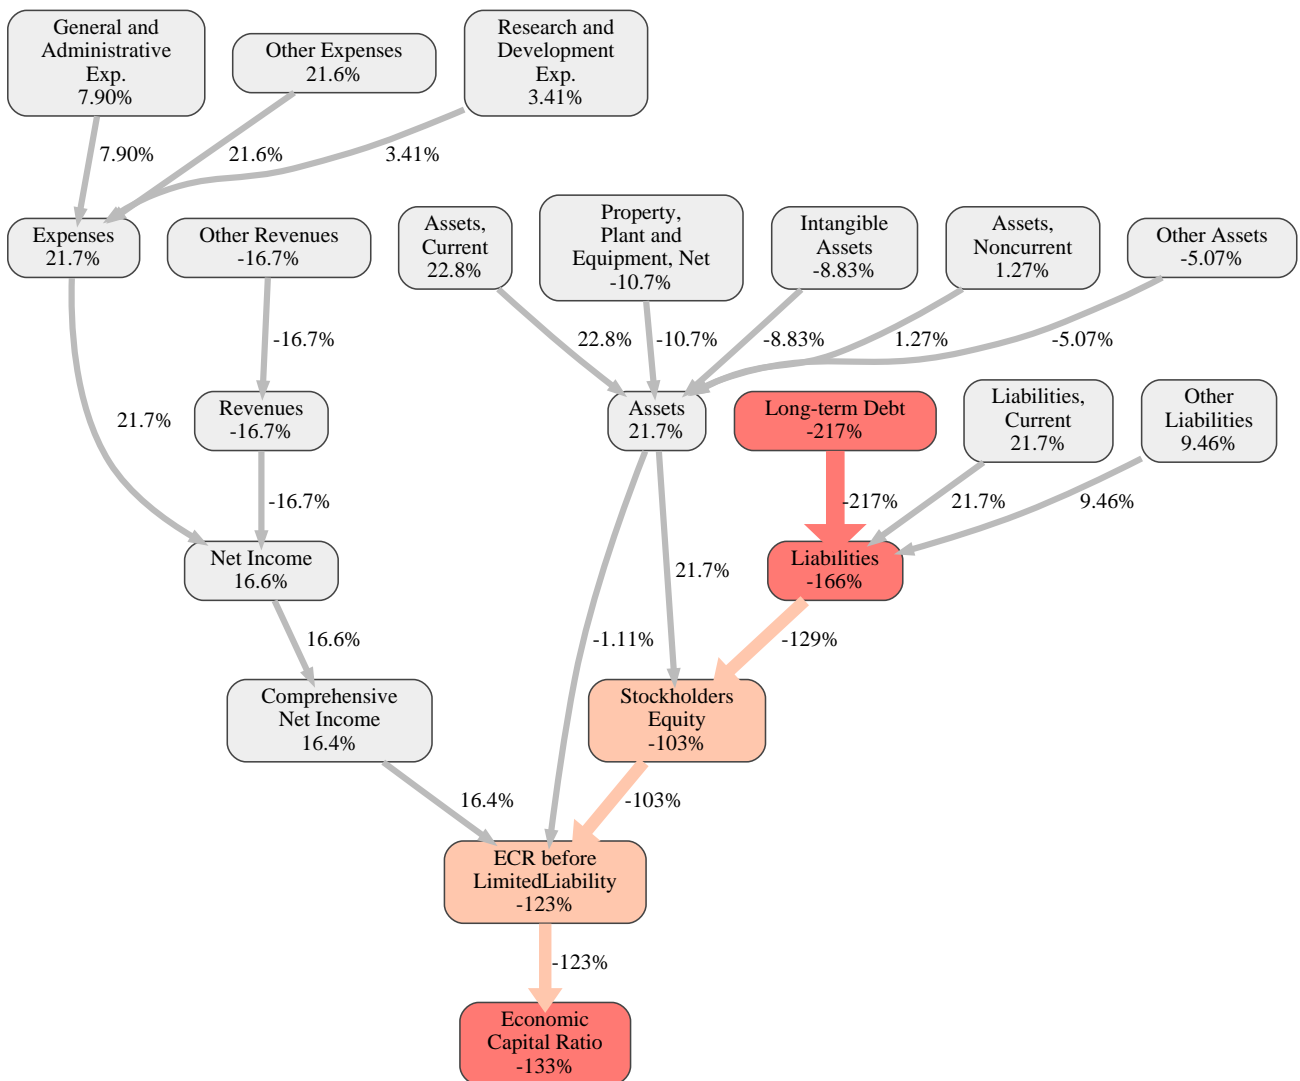 General and
Administrative
Exp.
7.90%
Other Expenses
21.6%
Research and
Development
Exp.
3.41%
7.90%
21.6%
3.41%
Expenses
21.7%
Other Revenues
-16.7%
Assets,
Current
22.8%
Property,
Plant and
Equipment, Net
-10.7%
Intangible
Assets
-8.83%
Assets,
Noncurrent
1.27%
Other Assets
-5.07%
-16.7%
22.8%
-10.7%
-8.83%
1.27%
-5.07%
21.7%
Revenues
-16.7%
Assets
21.7%
Long-term Debt
-217%
Liabilities,
Current
21.7%
Other
Liabilities
9.46%
-16.7%
-217%
21.7%
9.46%
Net Income
16.6%
21.7%
Liabilities
-166%
16.6%
-1.11%
-129%
Comprehensive
Net Income
16.4%
Stockholders
Equity
-103%
16.4%
-103%
ECR before
LimitedLiability
-123%
-123%
Economic
Capital Ratio
-133%